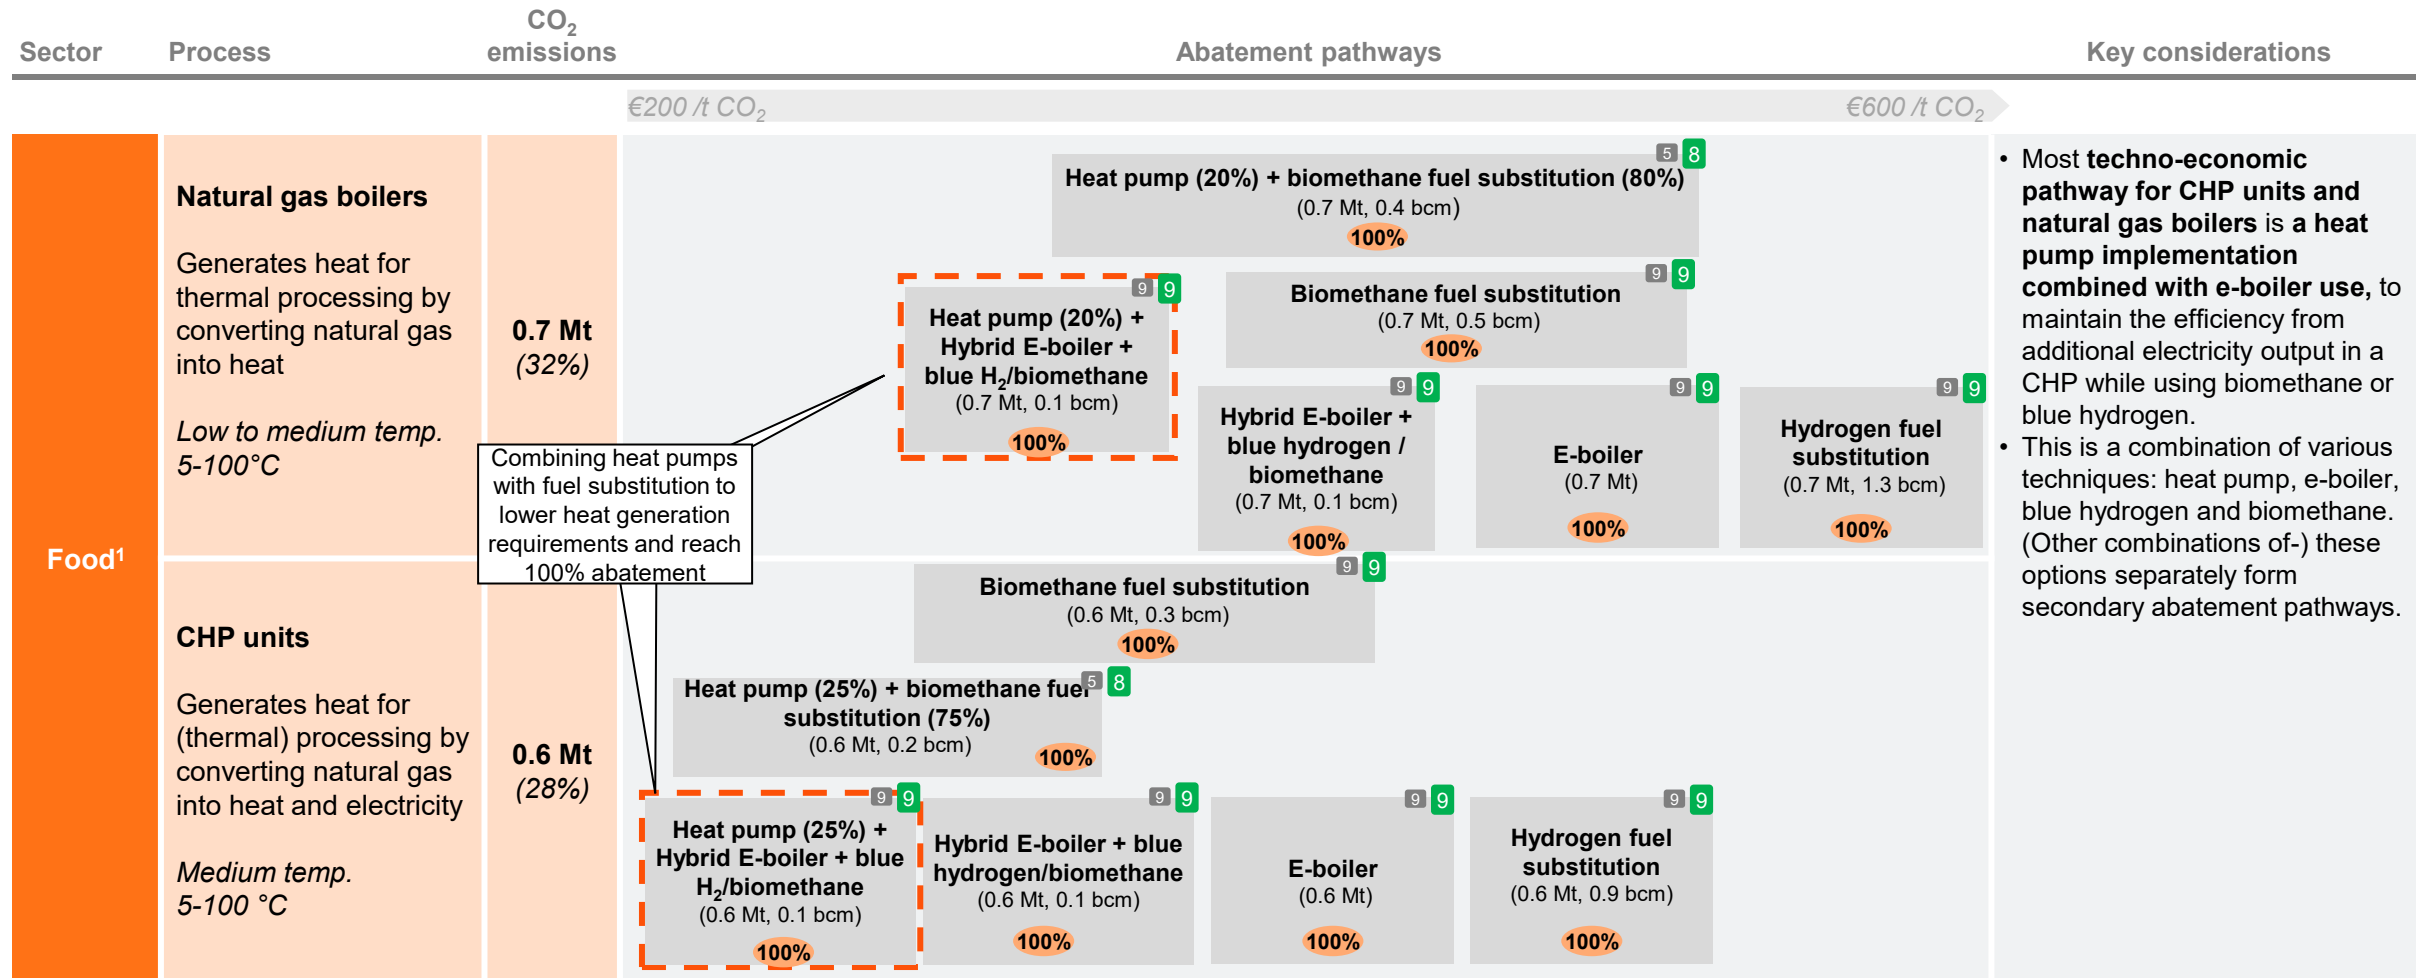 CO2
Sector Process emissions Abatement pathways Key considerations
€200 /t CO2 €600 /t CO2
Food1
Natural gas boilers
Generates heat for
thermal processing by
converting natural gas
into heat
Low to medium temp.
5-100°C
0.7 Mt
(32%)
5 8
Heat pump (20%) + biomethane fuel substitution (80%)
(0.7 Mt, 0.4 bcm)
100%
9 9
Heat pump (20%) +
Hybrid E-boiler +
blue H2/biomethane
(0.7 Mt, 0.1 bcm)
100%
9 9
Biomethane fuel substitution
(0.7 Mt, 0.5 bcm)
100%
9 9
Hybrid E-boiler +
blue hydrogen /
biomethane
(0.7 Mt, 0.1 bcm)
100%
9 9
E-boiler
(0.7 Mt)
100%
9 9
Hydrogen fuel
substitution
(0.7 Mt, 1.3 bcm)
100%
Combining heat pumps
with fuel substitution to
lower heat generation
requirements and reach
100% abatement
CHP units
Generates heat for
(thermal) processing by
converting natural gas
into heat and electricity
Medium temp.
5-100 °C
0.6 Mt
(28%)
9 9
Biomethane fuel substitution
(0.6 Mt, 0.3 bcm)
100%
5 8
Heat pump (25%) + biomethane fuel
substitution (75%)
(0.6 Mt, 0.2 bcm)
100%
9 9
Heat pump (25%) +
Hybrid E-boiler + blue
H2/biomethane
(0.6 Mt, 0.1 bcm)
100%
9 9
Hybrid E-boiler + blue
hydrogen/biomethane
(0.6 Mt, 0.1 bcm)
100%
9 9
E-boiler
(0.6 Mt)
100%
9 9
Hydrogen fuel
substitution
(0.6 Mt, 0.9 bcm)
100%
• Most techno-economic
pathway for CHP units and
natural gas boilers is a heat
pump implementation
combined with e-boiler use, to
maintain the efficiency from
additional electricity output in a
CHP while using biomethane or
blue hydrogen.
• This is a combination of various
techniques: heat pump, e-boiler,
blue hydrogen and biomethane.
(Other combinations of-) these
options separately form
secondary abatement pathways.